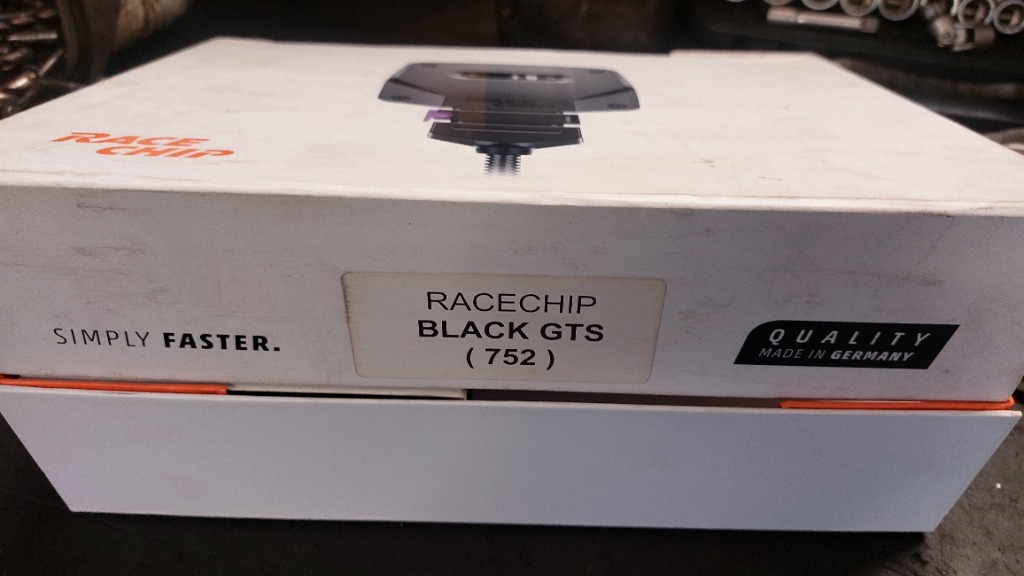 RACE
CHIP
RACECHIP
BLACK GTS
( 752 )
SIMPLY FASTER.
QUALITY
MADE IN GERMANY